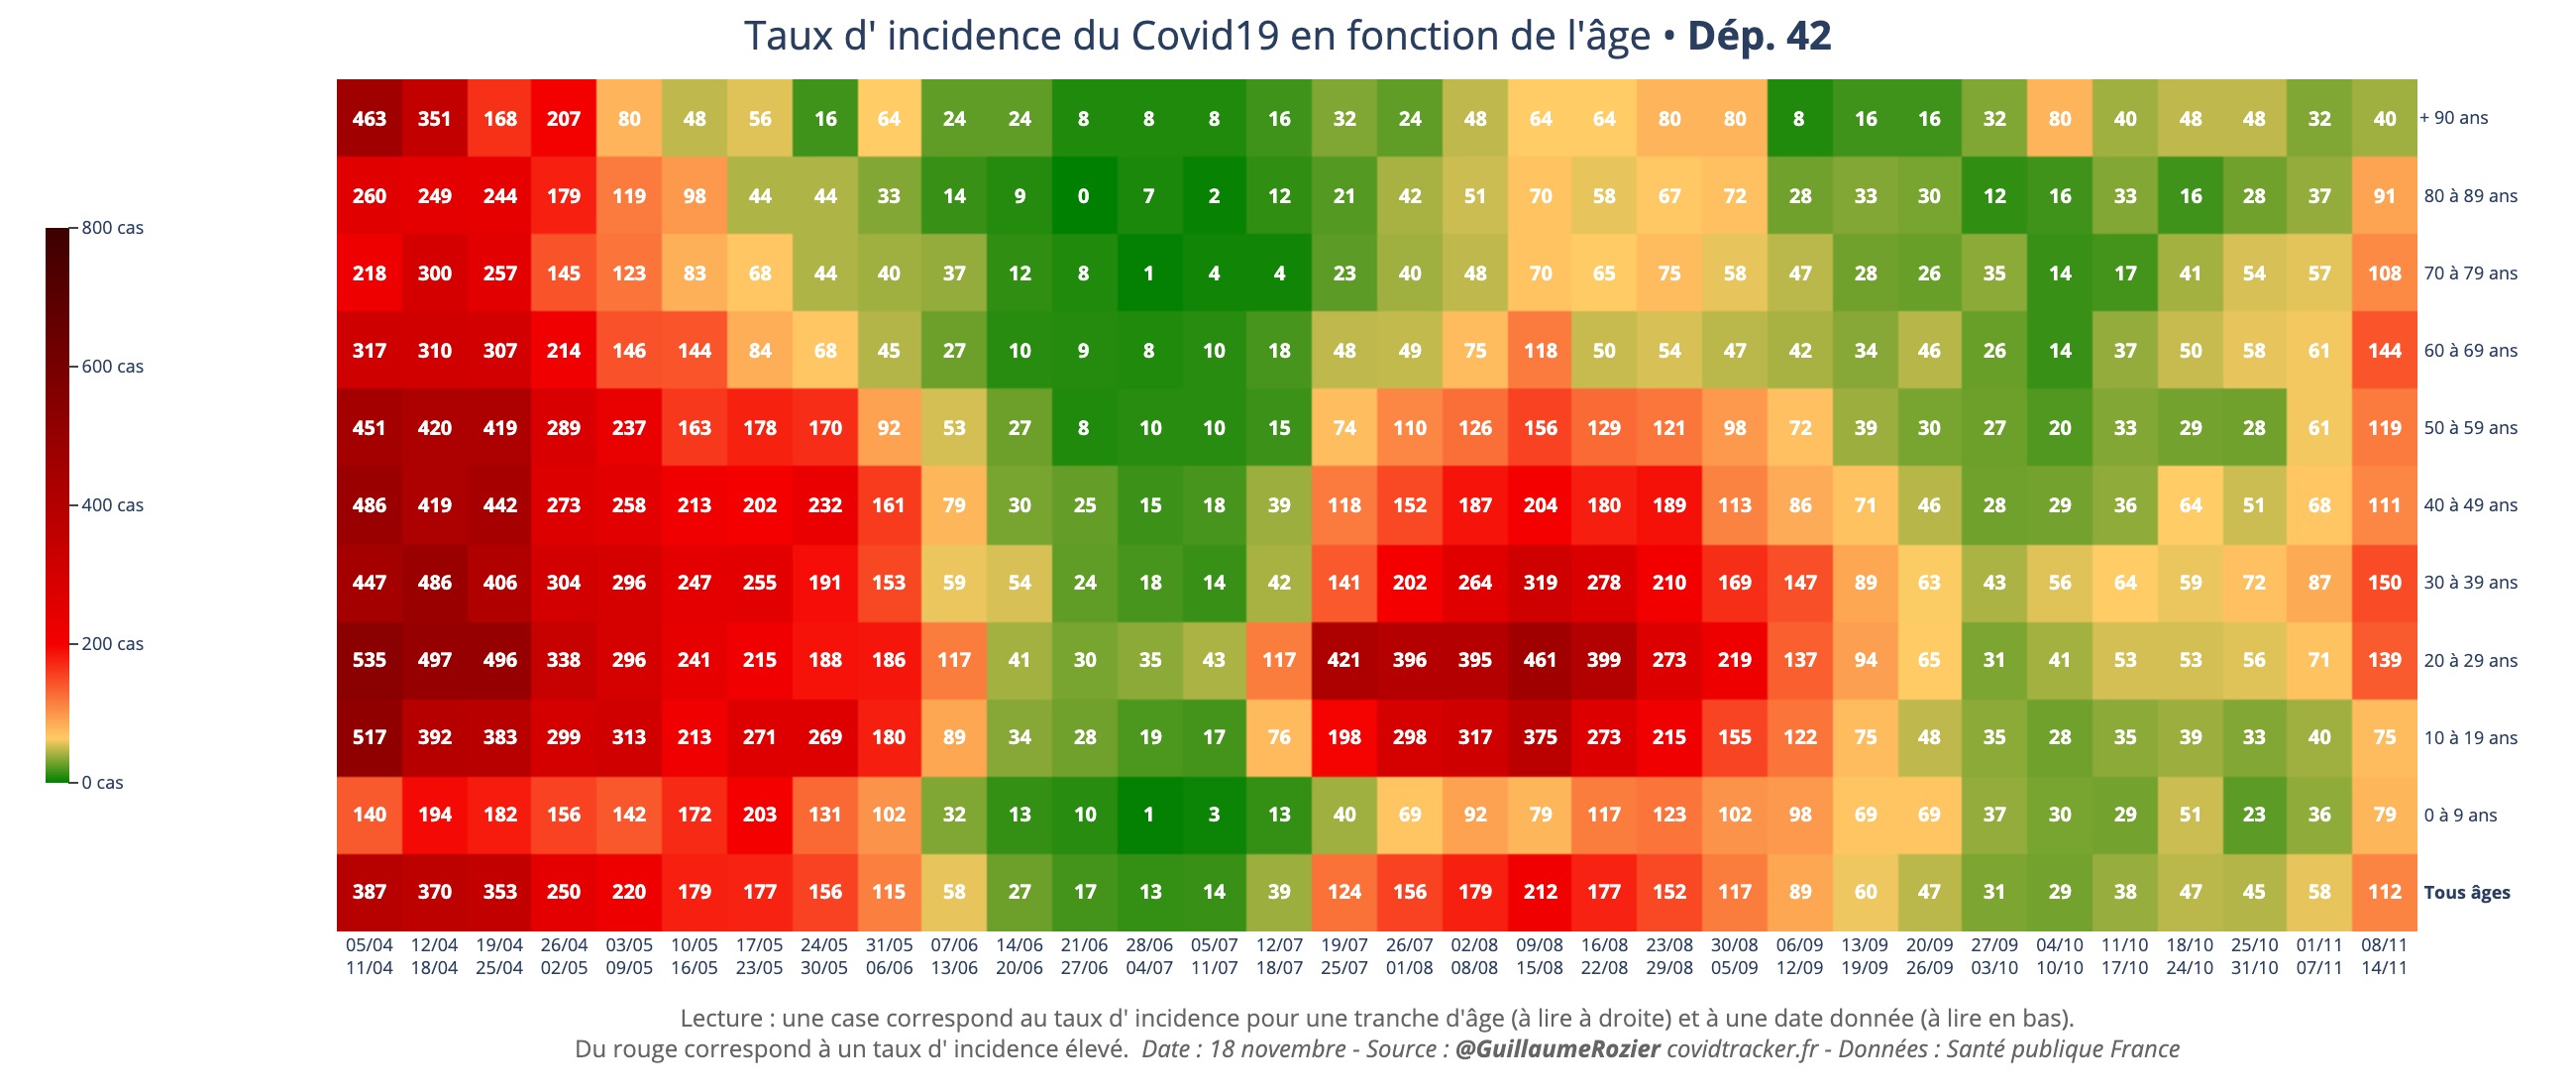 Taux d' incidence du Covid19 en fonction de l'âge • Dép. 42
800 cas
600 cas
400 cas
200 cas
0 cas
463 351 168 207 80 48 56 16 64 24 24 8 8 8 16 32 24 48 64 64 80 80 8 16 16 32 80 40 48 48 32 40 + 90 ans
260 249 244 179 119 98 44 44 33 14 9 0 7 2 12 21 42 51 70 58 67 72 28 33 30 12 16 33 16 28 37 91 80 à 89 ans
218 300 257 145 123 83 68 44 40 37 12 8 1 4 4 23 40 48 70 65 75 58 47 28 26 35 14 17 41 54 57 108 70 à 79 ans
317 310 307 214 146 144 84 68 45 27 10 9 8 10 18 48 49 75 118 50 54 47 42 34 46 26 14 37 50 58 61 144 60 à 69 ans
451 420 419 289 237 163 178 170 92 53 27 8 10 10 15 74 110 126 156 129 121 98 72 39 30 27 20 33 29 28 61 119 50 à 59 ans
486 419 442 273 258 213 202 232 161 79 30 25 15 18 39 118 152 187 204 180 189 113 86 71 46 28 29 36 64 51 68 111 40 à 49 ans
447 486 406 304 296 247 255 191 153 59 54 24 18 14 42 141 202 264 319 278 210 169 147 89 63 43 56 64 59 72 87 150 30 à 39 ans
535 497 496 338 296 241 215 188 186 117 41 30 35 43 117 421 396 395 461 399 273 219 137 94 65 31 41 53 53 56 71 139 20 à 29 ans
517 392 383 299 313 213 271 269 180 89 34 28 19 17 76 198 298 317 375 273 215 155 122 75 48 35 28 35 39 33 40 75 10 à 19 ans
140 194 182 156 142 172 203 131 102 32 13 10 1 3 13 40 69 92 79 117 123 102 98 69 69 37 30 29 51 23 36 79 0 à 9 ans
387 370 353 250 220 179 177 156 115 58 27 17 13 14 39 124 156 179 212 177 152 117 89 60 47 31 29 38 47 45 58 112 Tous âges
05/04 12/04 19/04 26/04 03/05 10/05 17/05 24/05 31/05 07/06 14/06 21/06 28/06 05/07 12/07 19/07 26/07 02/08 09/08 16/08 23/08 30/08 06/09 13/09 20/09 27/09 04/10 11/10 18/10 25/10 01/11 08/11
11/04 18/04 25/04 02/05 09/05 16/05 23/05 30/05 06/06 13/06 20/06 27/06 04/07 11/07 18/07 25/07 01/08 08/08 15/08 22/08 29/08 05/09 12/09 19/09 26/09 03/10 10/10 17/10 24/10 31/10 07/11 14/11
Lecture : une case correspond au taux d' incidence pour une tranche d'âge (à lire à droite) et à une date donnée (à lire en bas).
Du rouge correspond à un taux d' incidence élevé. Date : 18 novembre - Source : @GuillaumeRozier covidtracker.fr - Données : Santé publique France